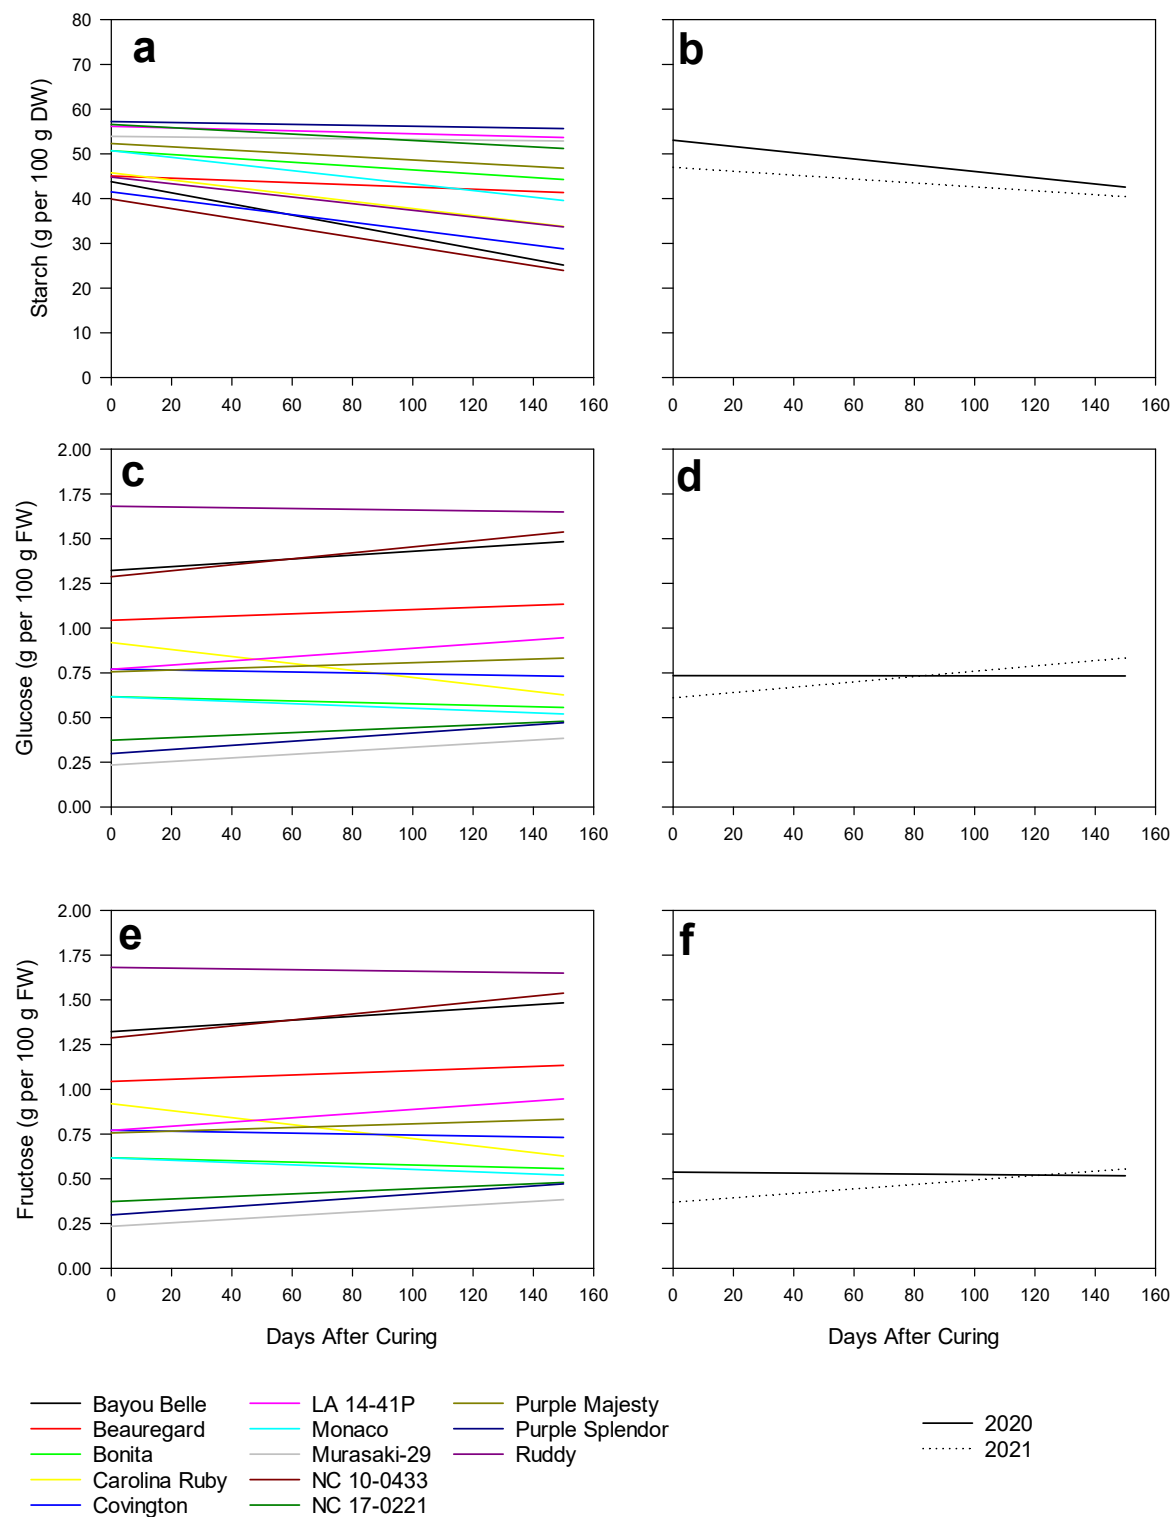 a
b
Starch (g per 100 g DW)
80
70
60
50
40
30
20
10
0
0 20 40 60 80 100 120 140 160
0 20 40 60 80 100 120 140 160
c
d
Glucose (g per 100 g FW)
2.00
1.75
1.50
1.25
1.00
0.75
0.50
0.25
0.00
0 20 40 60 80 100 120 140 160
0 20 40 60 80 100 120 140 160
e
f
Fructose (g per 100 g FW)
2.00
1.75
1.50
1.25
1.00
0.75
0.50
0.25
0.00
0 20 40 60 80 100 120 140 160
0 20 40 60 80 100 120 140 160
Days After Curing
Days After Curing
Bayou Belle
Beauregard
Bonita
Carolina Ruby
Covington
LA 14-41P
Monaco
Murasaki-29
NC 10-0433
NC 17-0221
Purple Majesty
Purple Splendor
Ruddy
2020
2021